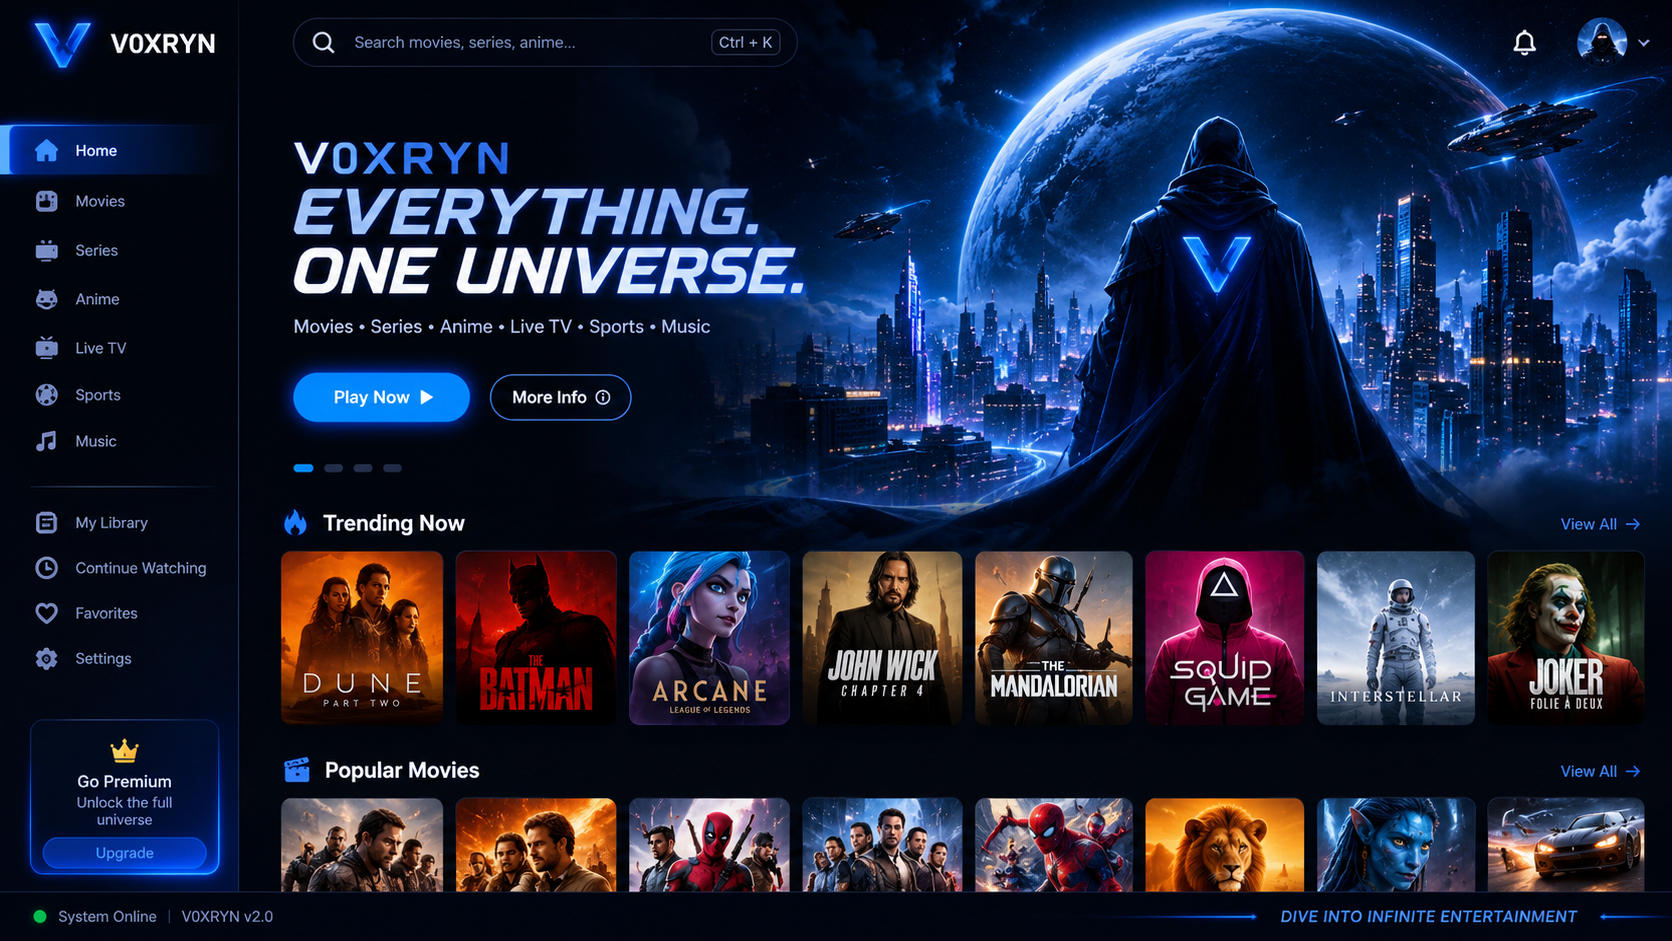 V0XRYN
Search movies, series, anime...
Ctrl + K
Home
Movies
Series
Anime
Live TV
Sports
Music
My Library
Continue Watching
Favorites
Settings
Go Premium
Unlock the full
universe
Upgrade
V0XRYN
EVERYTHING.
ONE UNIVERSE.
Movies • Series • Anime • Live TV • Sports • Music
Play Now
More Info
V
Trending Now
View All →
DUNE
PART TWO
THE
BATMAN
ARCANE
LEAGUE OF LEGENDS
JOHN WICK
CHAPTER 4
THE
MANDALORIAN
SQUID
GAME
INTERSTELLAR
JOKER
FOLIE À DEUX
Popular Movies
View All →
System Online | V0XRYN v2.0
DIVE INTO INFINITE ENTERTAINMENT